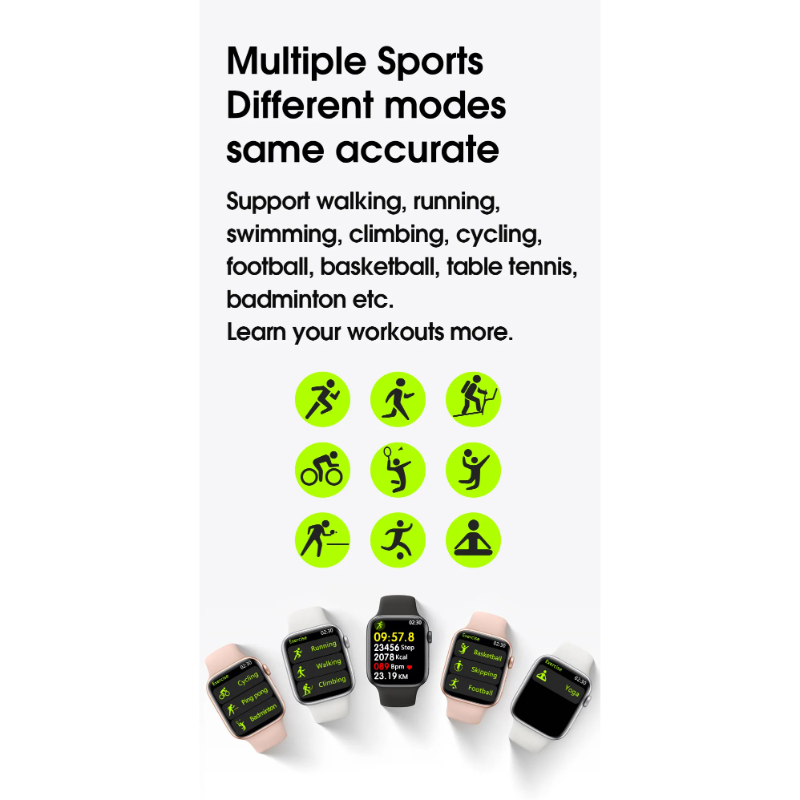 Multiple Sports
Different modes
same accurate
Support walking, running,
swimming, climbing, cycling,
football, basketball, table tennis,
badminton etc.
Learn your workouts more.
Exercise 02:30
Cycling
Ping pong
Badminton
Exercise 02:30
Running
Walking
Climbing
02:30
09:57.8
23456 Step
2078 Kcal
089 Bpm
23.19 KM
Exercise 02:30
Basketball
Skipping
Football
Exercise 02:30
Yoga